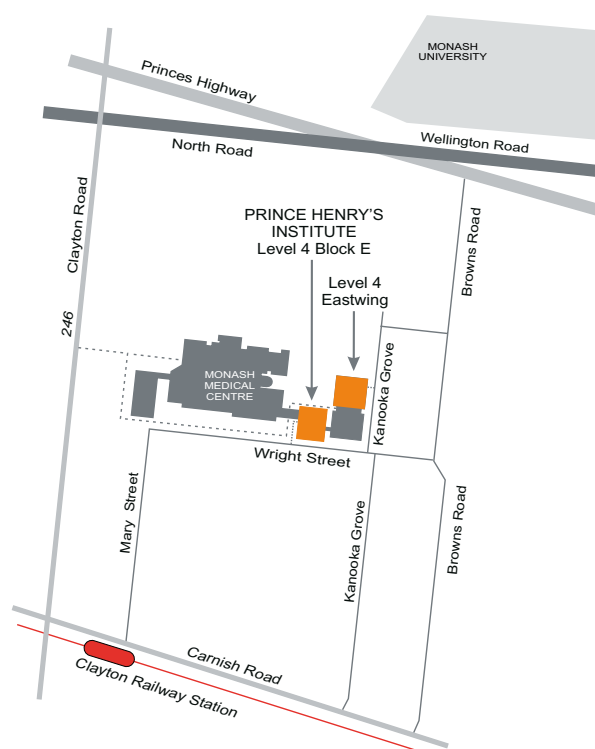 MONASH
UNIVERSITY
Princes Highway
Wellington Road
North Road
Clayton Road
246
PRINCE HENRY'S
INSTITUTE
Level 4 Block E
Level 4
Eastwing
Browns Road
MONASH
MEDICAL
CENTRE
Kanooka Grove
Wright Street
Mary Street
Kanooka Grove
Browns Road
Carnish Road
Clayton Railway Station